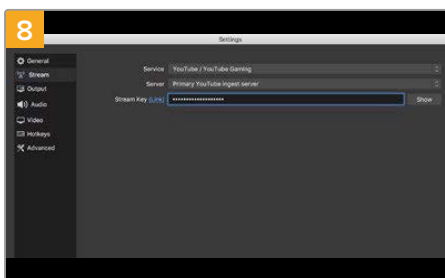 8
Settings
General
Stream
Output
Audio
Video
Hotkeys
Advanced
Service YouTube / YouTube Gaming
Server Primary YouTube ingest server
Stream Key (Link) •••••••••••••••••••• Show